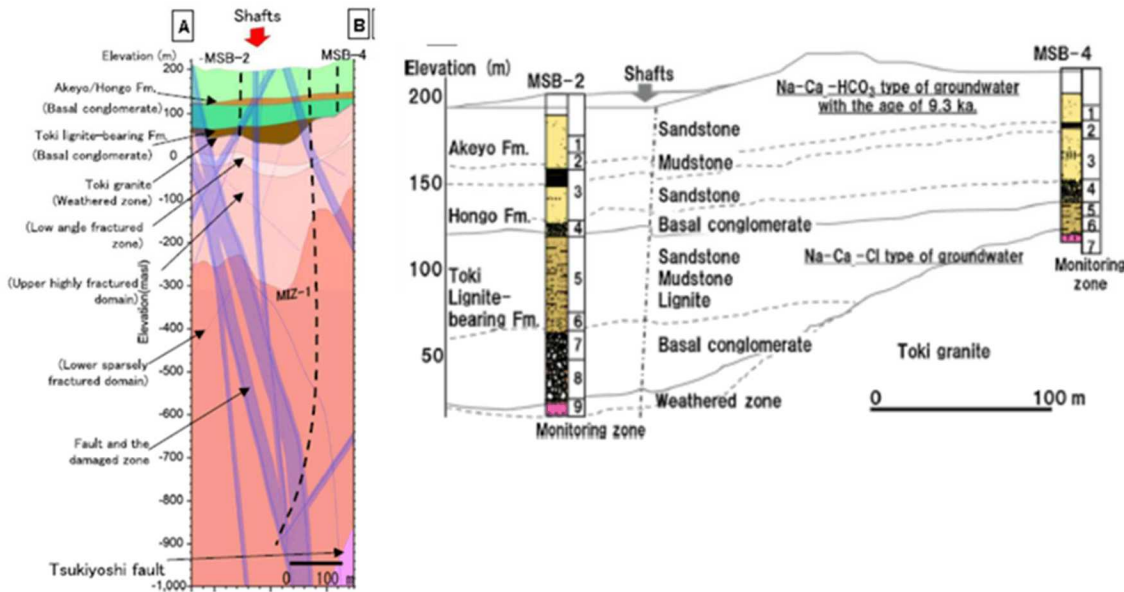 A
Shafts
B
Elevation (m)
-MSB-2
MSB-4
200
Akeyo/Hongo Fm.
100
(Basal conglomerate)
Toki lignite-bearing Fm.
(Basal conglomerate)
0
Toki granite
(Weathered zone)
-100
(Low angle fractured
zone)
-200
(Upper highly fractured
domain)
-300
Elevation(masl)
MIZ-1
-400
(Lower sparsely
fractured domain)
-500
-600
Fault and the
damaged zone
-700
-800
-900
Tsukiyoshi fault
-1,000
0 100 m
Elevation (m)
MSB-2
Shafts
MSB-4
200
Na-Ca-HCO3 type of groundwater
with the age of 9.3 ka.
Akeyo Fm.
Sandstone
Mudstone
150
Sandstone
Hongo Fm.
Basal conglomerate
100
Sandstone
Mudstone
Lignite
Na-Ca-Cl type of groundwater
Toki
Lignite-
bearing Fm.
50
Basal conglomerate
Toki granite
Weathered zone
1
2
3
4
5
6
7
8
9
Monitoring zone
1
2
3
4
5
6
7
Monitoring
zone
0 100 m